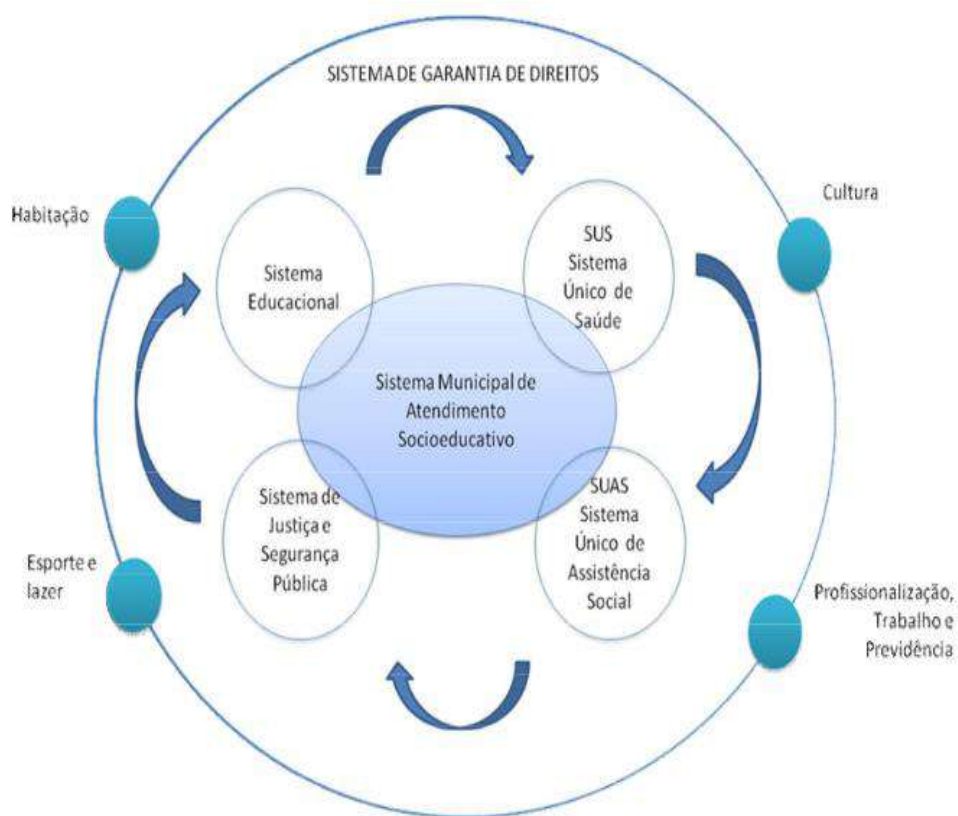 SISTEMA DE GARANTIA DE DIREITOS
Habitação
Cultura
Sistema
Educacional
SUS
Sistema
Único de
Saúde
Sistema Municipal de
Atendimento
Socioeducativo
Sistema de
Justiça e
Segurança
Pública
SUAS
Sistema
Único de
Assistência
Social
Esporte e
lazer
Profissionalização,
Trabalho e
Previdência